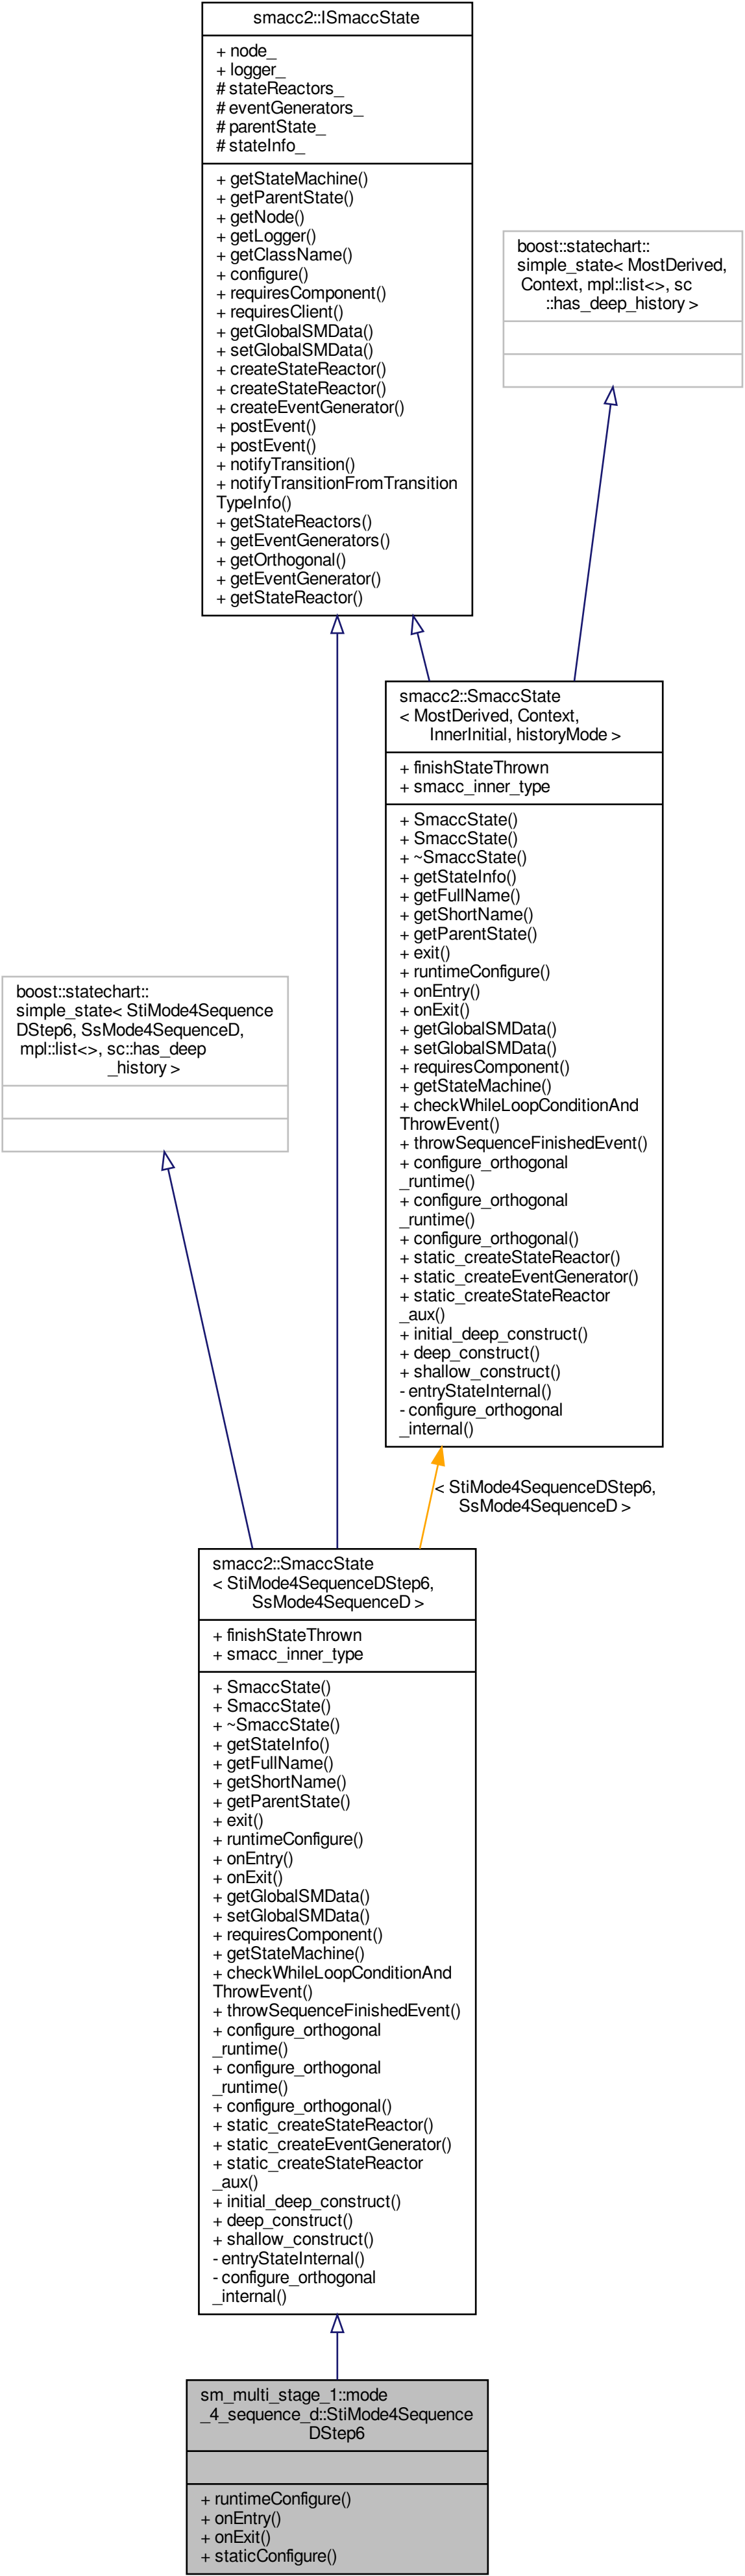 smacc2::ISmaccState
+ node_
+ logger_
# stateReactors_
# eventGenerators_
# parentState_
# stateInfo_
+ getStateMachine()
+ getParentState()
+ getNode()
+ getLogger()
+ getClassName()
+ configure()
+ requiresComponent()
+ requiresClient()
+ getGlobalSMData()
+ setGlobalSMData()
+ createStateReactor()
+ createStateReactor()
+ createEventGenerator()
+ postEvent()
+ postEvent()
+ notifyTransition()
+ notifyTransitionFromTransition
TypeInfo()
+ getStateReactors()
+ getEventGenerators()
+ getOrthogonal()
+ getEventGenerator()
+ getStateReactor()
boost::statechart::
simple_state< MostDerived,
Context, mpl::list<>, sc
::has_deep_history >
smacc2::SmaccState
< MostDerived, Context,
InnerInitial, historyMode >
+ finishStateThrown
+ smacc_inner_type
+ SmaccState()
+ SmaccState()
+ ~SmaccState()
+ getStateInfo()
+ getFullName()
+ getShortName()
+ getParentState()
+ exit()
+ runtimeConfigure()
+ onEntry()
+ onExit()
+ getGlobalSMData()
+ setGlobalSMData()
+ requiresComponent()
+ getStateMachine()
+ checkWhileLoopConditionAnd
ThrowEvent()
+ throwSequenceFinishedEvent()
+ configure_orthogonal
_runtime()
+ configure_orthogonal
_runtime()
+ configure_orthogonal()
+ static_createStateReactor()
+ static_createEventGenerator()
+ static_createStateReactor
_aux()
+ initial_deep_construct()
+ deep_construct()
+ shallow_construct()
- entryStateInternal()
- configure_orthogonal
_internal()
boost::statechart::
simple_state< StiMode4Sequence
DStep6, SsMode4SequenceD,
mpl::list<>, sc::has_deep
_history >
< StiMode4SequenceDStep6,
SsMode4SequenceD >
smacc2::SmaccState
< StiMode4SequenceDStep6,
SsMode4SequenceD >
+ finishStateThrown
+ smacc_inner_type
+ SmaccState()
+ SmaccState()
+ ~SmaccState()
+ getStateInfo()
+ getFullName()
+ getShortName()
+ getParentState()
+ exit()
+ runtimeConfigure()
+ onEntry()
+ onExit()
+ getGlobalSMData()
+ setGlobalSMData()
+ requiresComponent()
+ getStateMachine()
+ checkWhileLoopConditionAnd
ThrowEvent()
+ throwSequenceFinishedEvent()
+ configure_orthogonal
_runtime()
+ configure_orthogonal
_runtime()
+ configure_orthogonal()
+ static_createStateReactor()
+ static_createEventGenerator()
+ static_createStateReactor
_aux()
+ initial_deep_construct()
+ deep_construct()
+ shallow_construct()
- entryStateInternal()
- configure_orthogonal
_internal()
sm_multi_stage_1::mode
_4_sequence_d::StiMode4Sequence
DStep6
+ runtimeConfigure()
+ onEntry()
+ onExit()
+ staticConfigure()